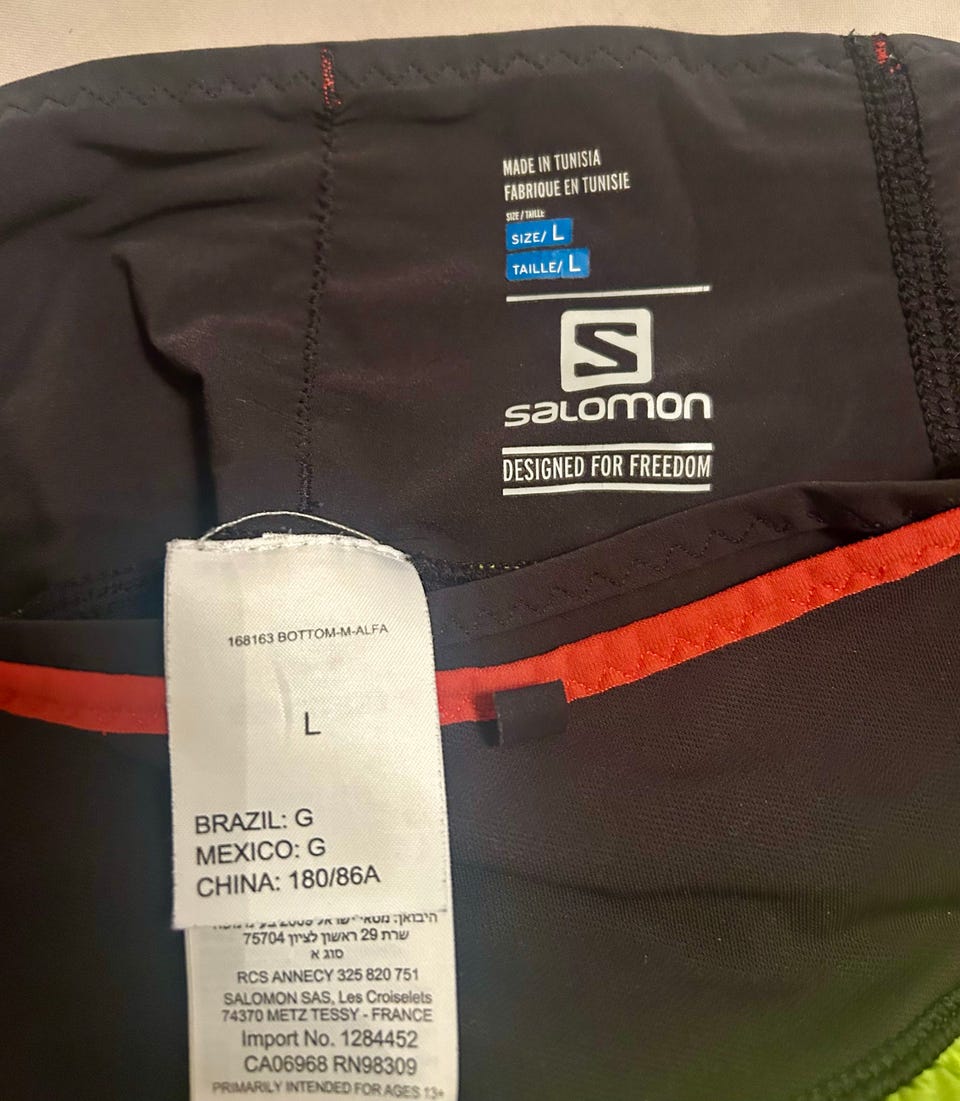 MADE IN TUNISIA
FABRIQUE EN TUNISIE
SIZE / TAILLE
SIZE/ L
TAILLE/ L
S
SALOMON
DESIGNED FOR FREEDOM
168163 BOTTOM-M-ALFA
L
BRAZIL: G
MEXICO: G
CHINA: 180/86A
היבואן: 2009
שרת 29 ראשון לציון 75704
סוג א
RCS ANNECY 325 820 751
SALOMON SAS, Les Croiselets
74370 METZ TESSY - FRANCE
Import No. 1284452
CA06968 RN98309
PRIMARILY INTENDED FOR AGES 13+